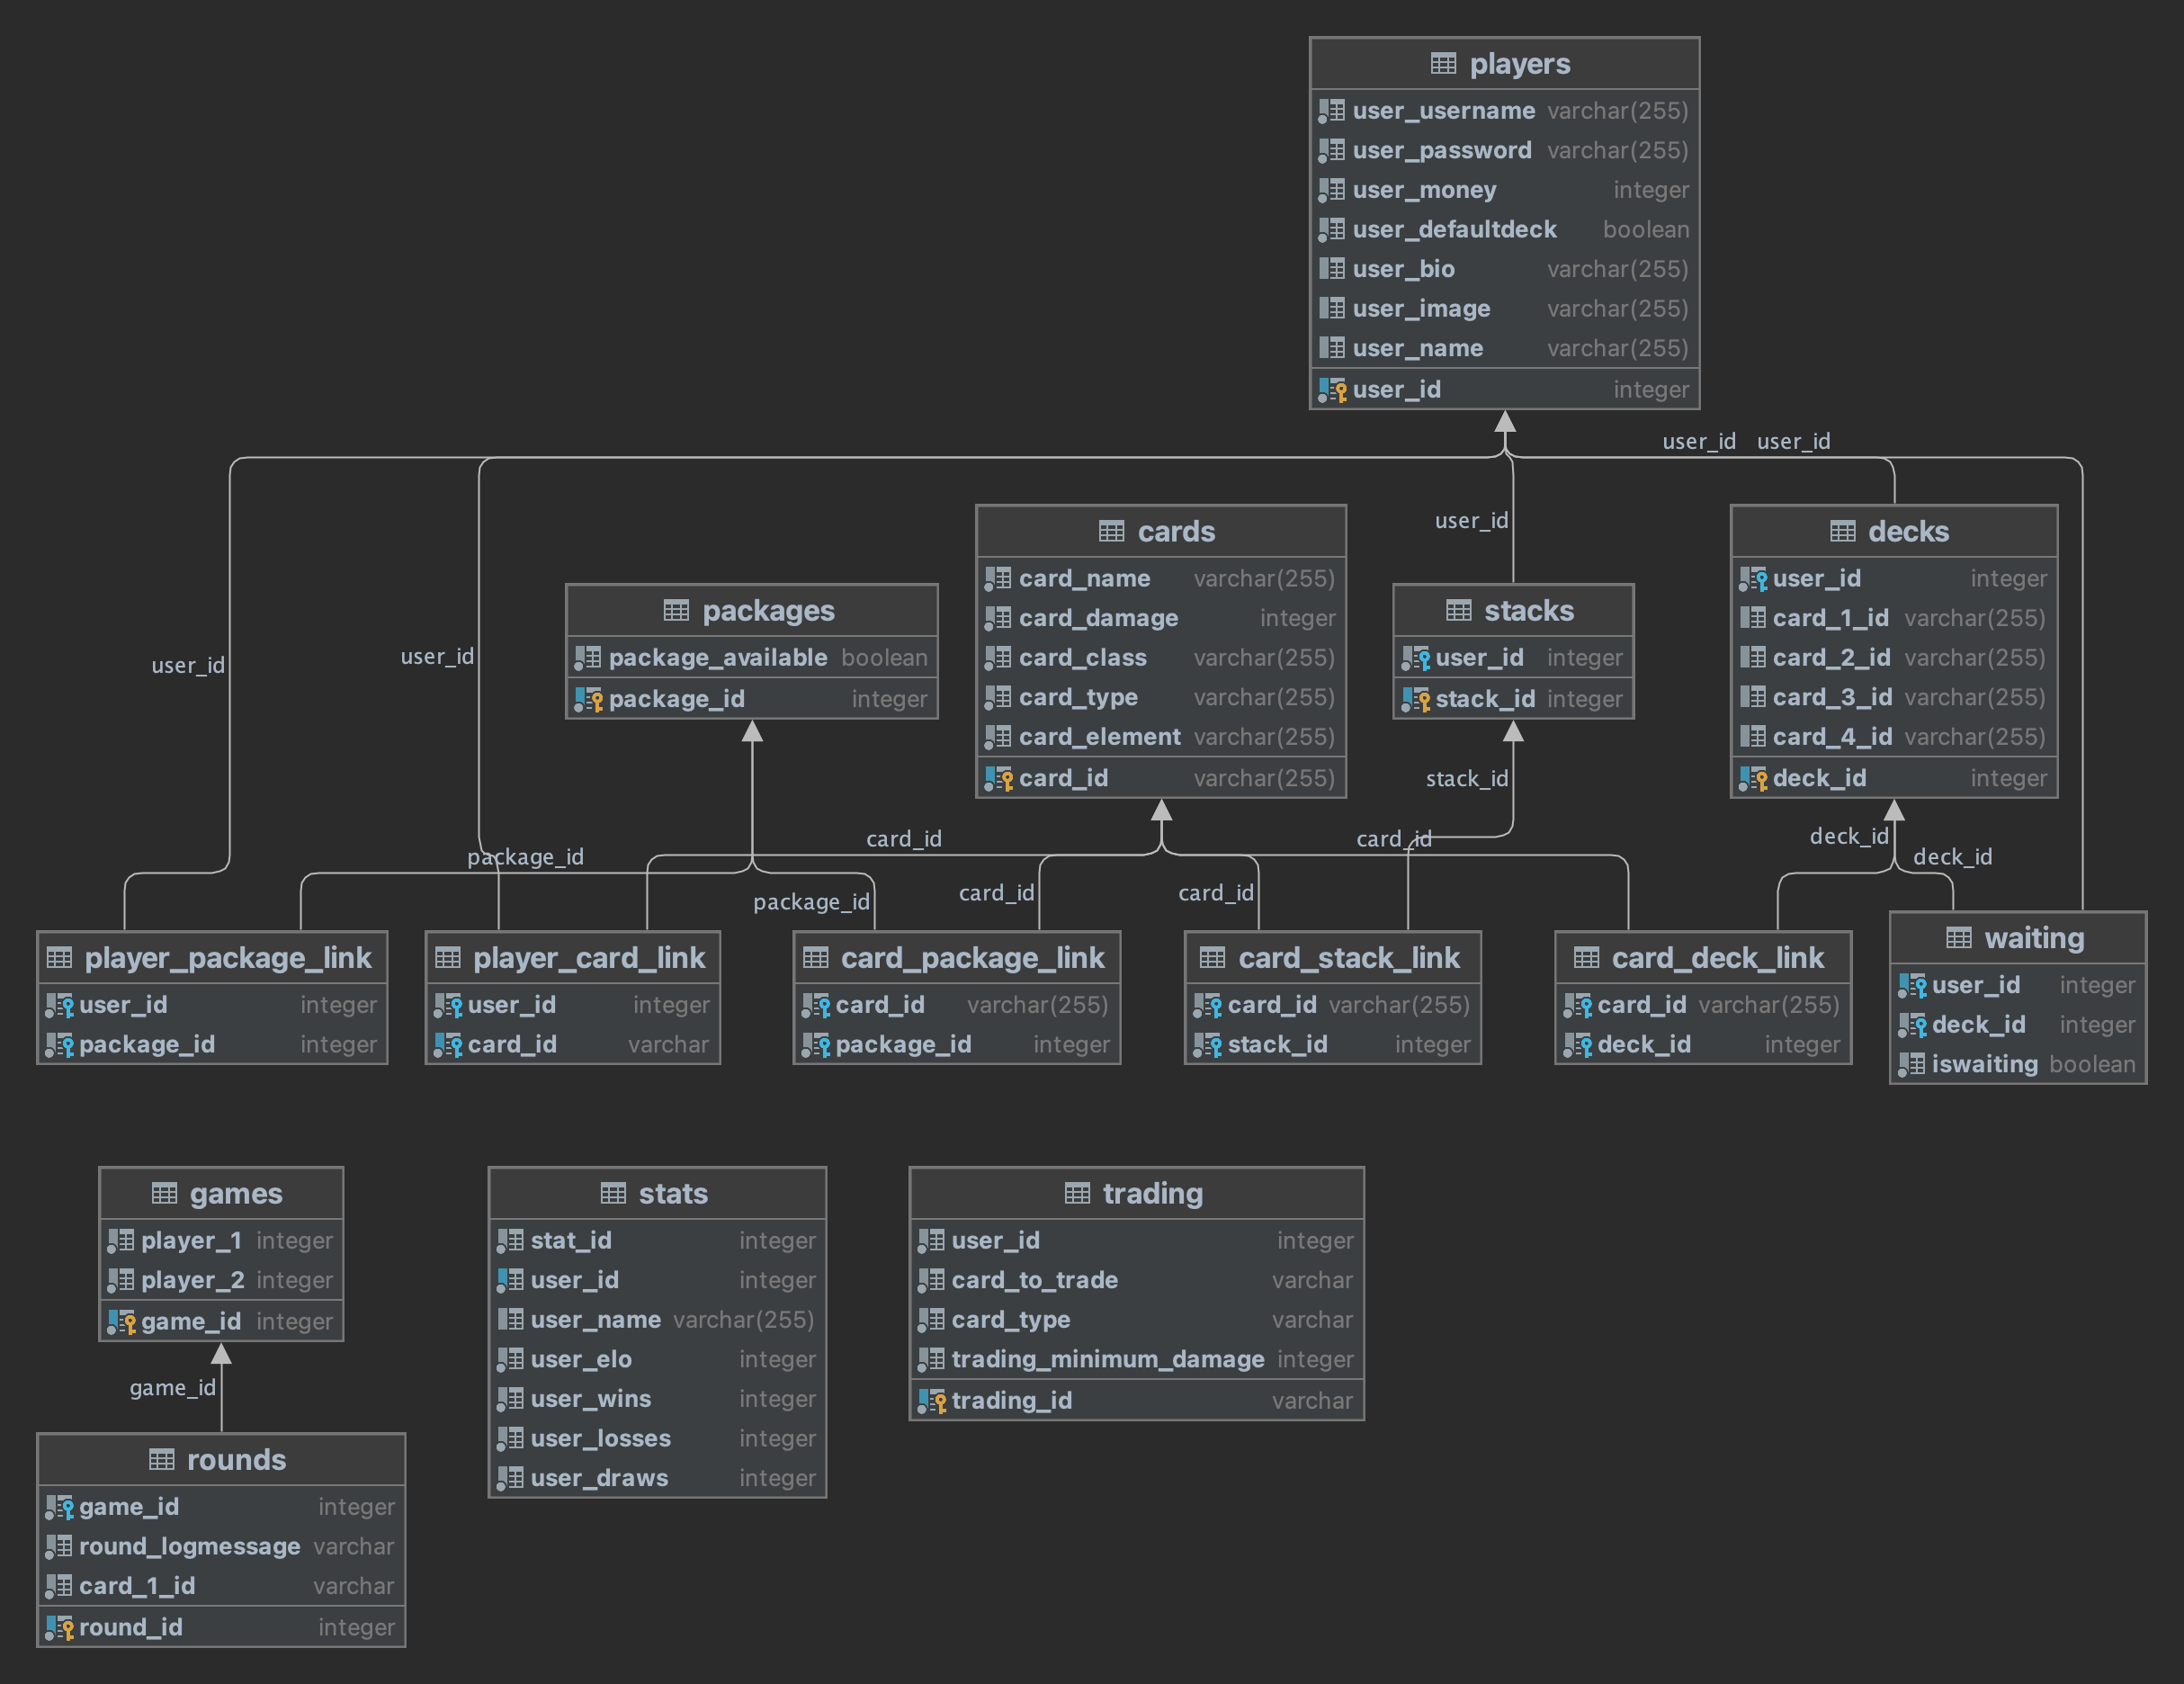 players
user_username varchar(255)
user_password varchar(255)
user_money integer
user_defaultdeck boolean
user_bio varchar(255)
user_image varchar(255)
user_name varchar(255)
user_id integer
user_id user_id
user_id
user_id
user_id
packages
package_available boolean
package_id integer
cards
card_name varchar(255)
card_damage integer
card_class varchar(255)
card_type varchar(255)
card_element varchar(255)
card_id varchar(255)
stacks
user_id integer
stack_id integer
decks
user_id integer
card_1_id varchar(255)
card_2_id varchar(255)
card_3_id varchar(255)
card_4_id varchar(255)
deck_id integer
stack_id
package_id
card_id
card_id
deck_id
deck_id
package_id
card_id
card_id
player_package_link
user_id integer
package_id integer
player_card_link
user_id integer
card_id varchar
card_package_link
card_id varchar(255)
package_id integer
card_stack_link
card_id varchar(255)
stack_id integer
card_deck_link
card_id varchar(255)
deck_id integer
waiting
user_id integer
deck_id integer
iswaiting boolean
games
player_1 integer
player_2 integer
game_id integer
game_id
rounds
game_id integer
round_logmessage varchar
card_1_id varchar
round_id integer
stats
stat_id integer
user_id integer
user_name varchar(255)
user_elo integer
user_wins integer
user_losses integer
user_draws integer
trading
user_id integer
card_to_trade varchar
card_type varchar
trading_minimum_damage integer
trading_id varchar